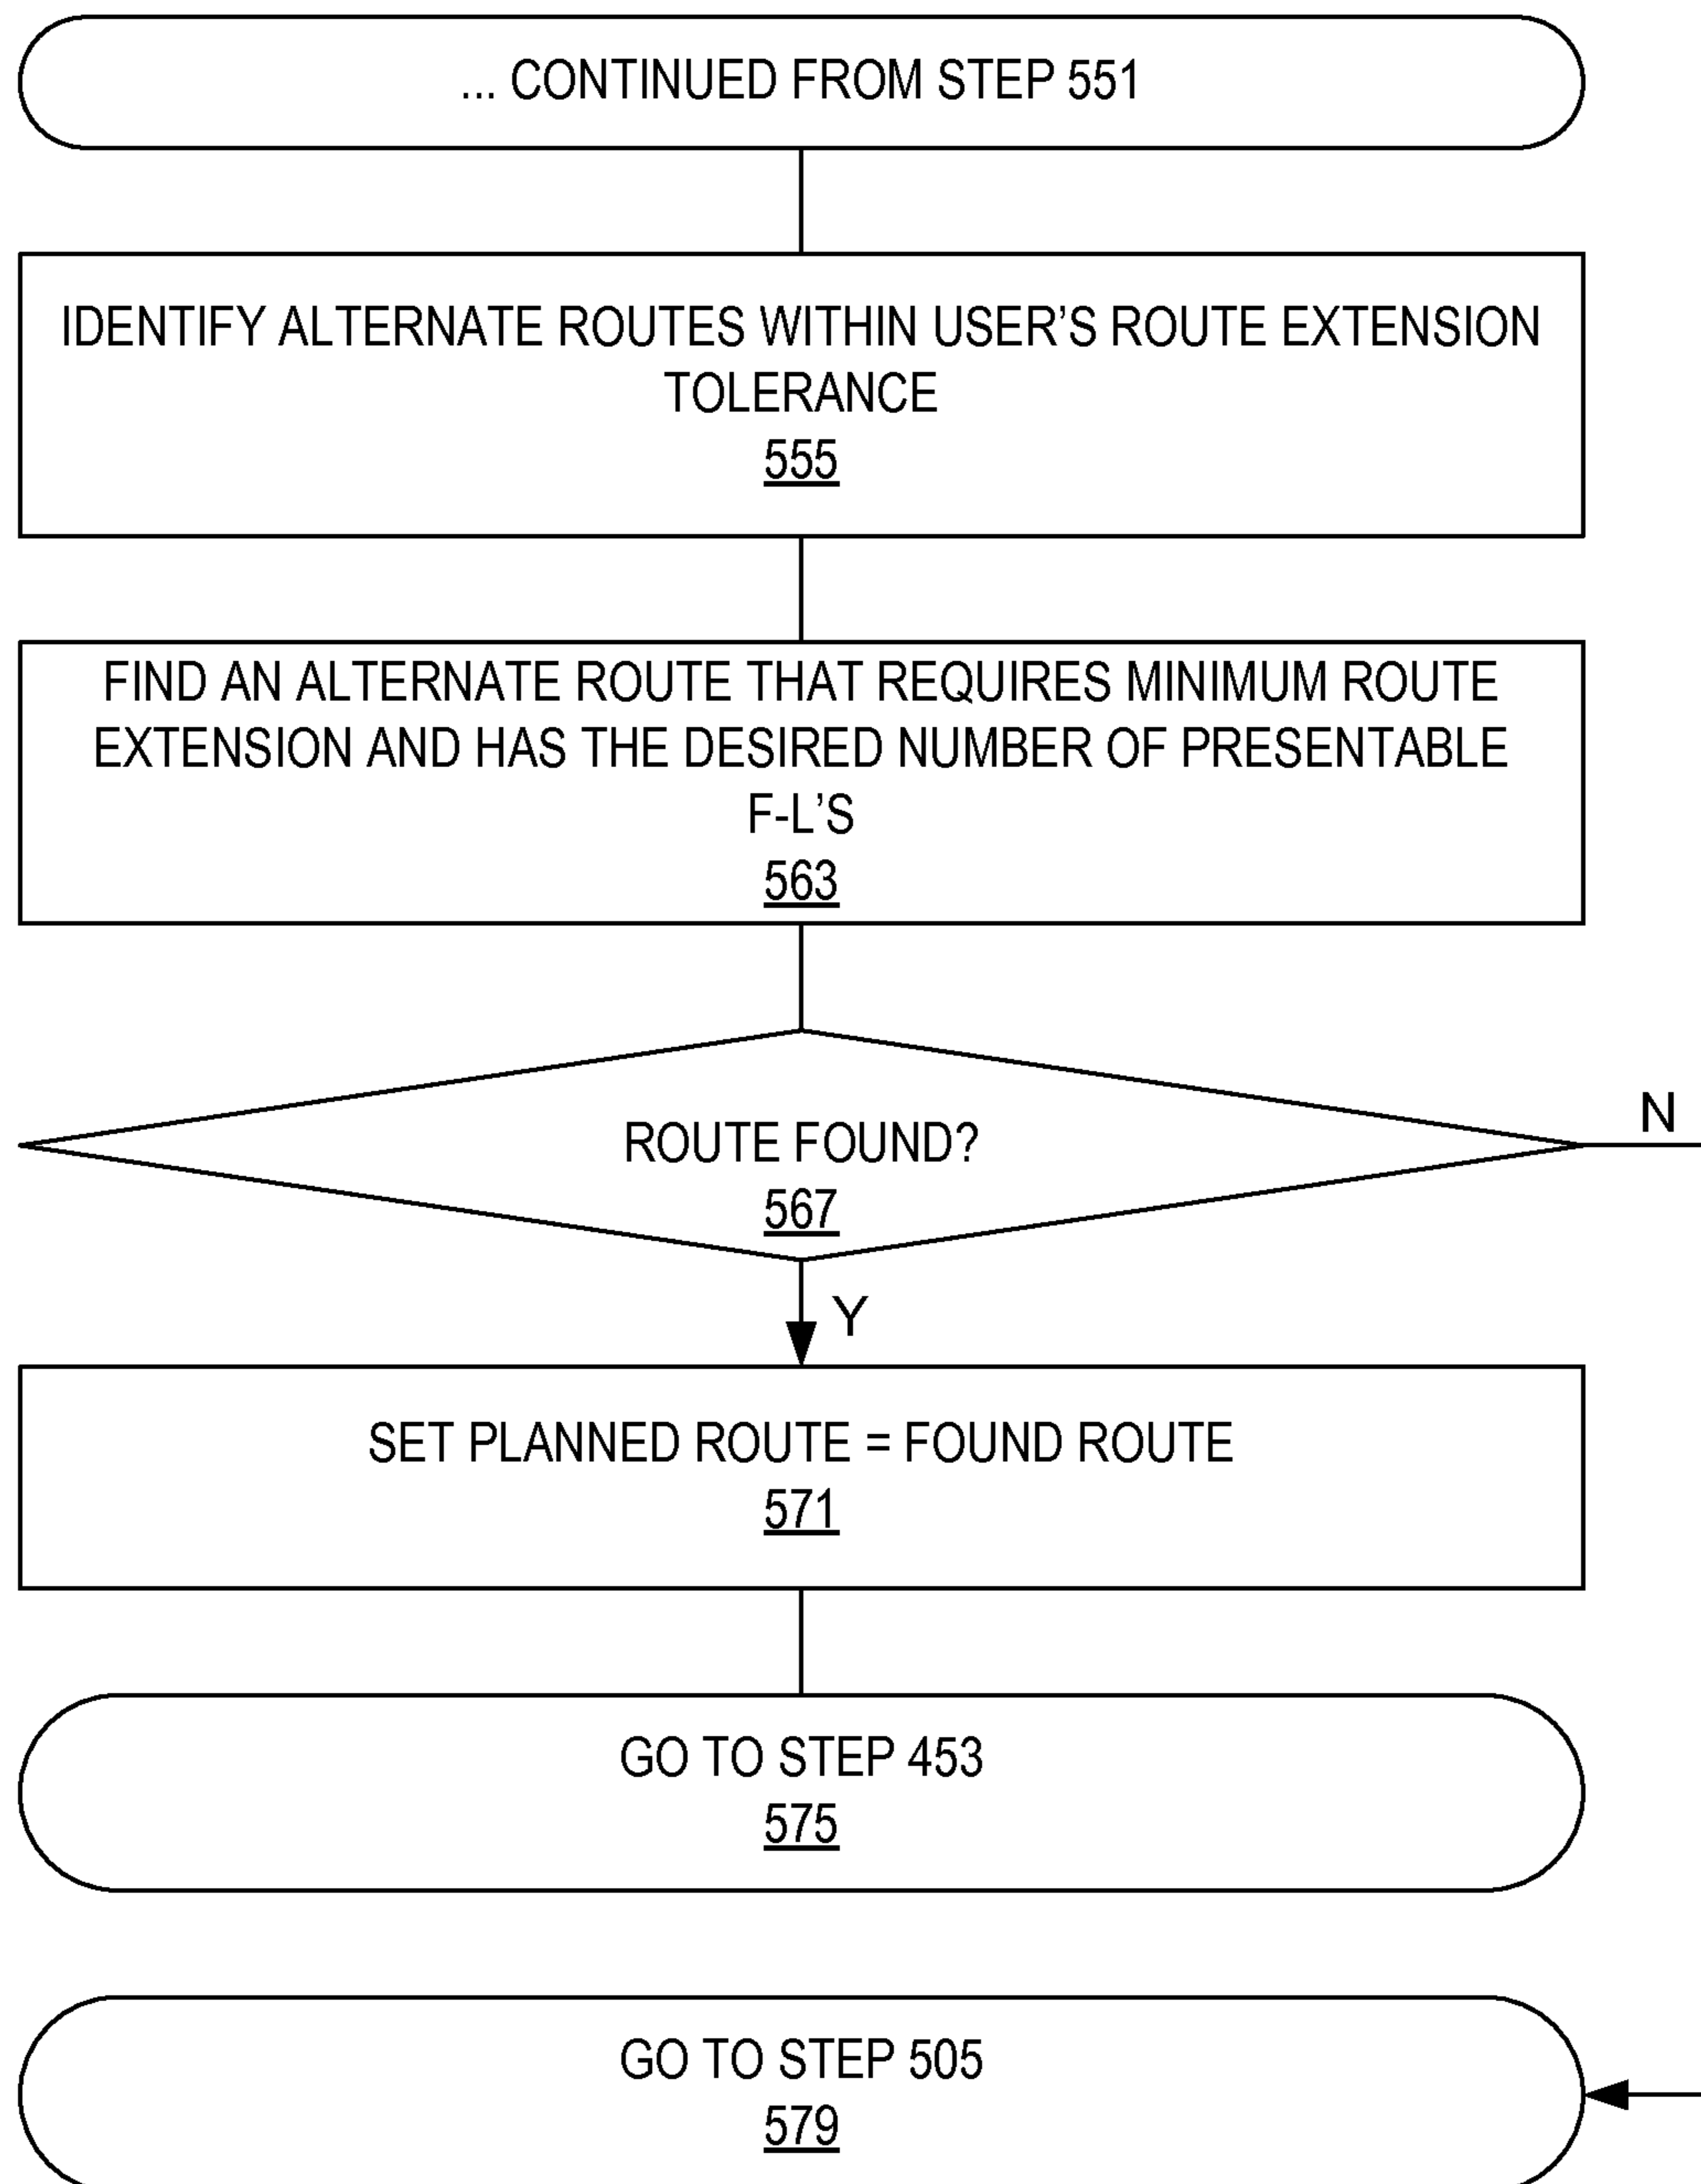 ... CONTINUED FROM STEP 551
IDENTIFY ALTERNATE ROUTES WITHIN USER’S ROUTE EXTENSION
TOLERANCE
555
FIND AN ALTERNATE ROUTE THAT REQUIRES MINIMUM ROUTE
EXTENSION AND HAS THE DESIRED NUMBER OF PRESENTABLE
F-L’S
563
N
ROUTE FOUND?
567
Y
SET PLANNED ROUTE = FOUND ROUTE
571
GO TO STEP 453
575
GO TO STEP 505
579